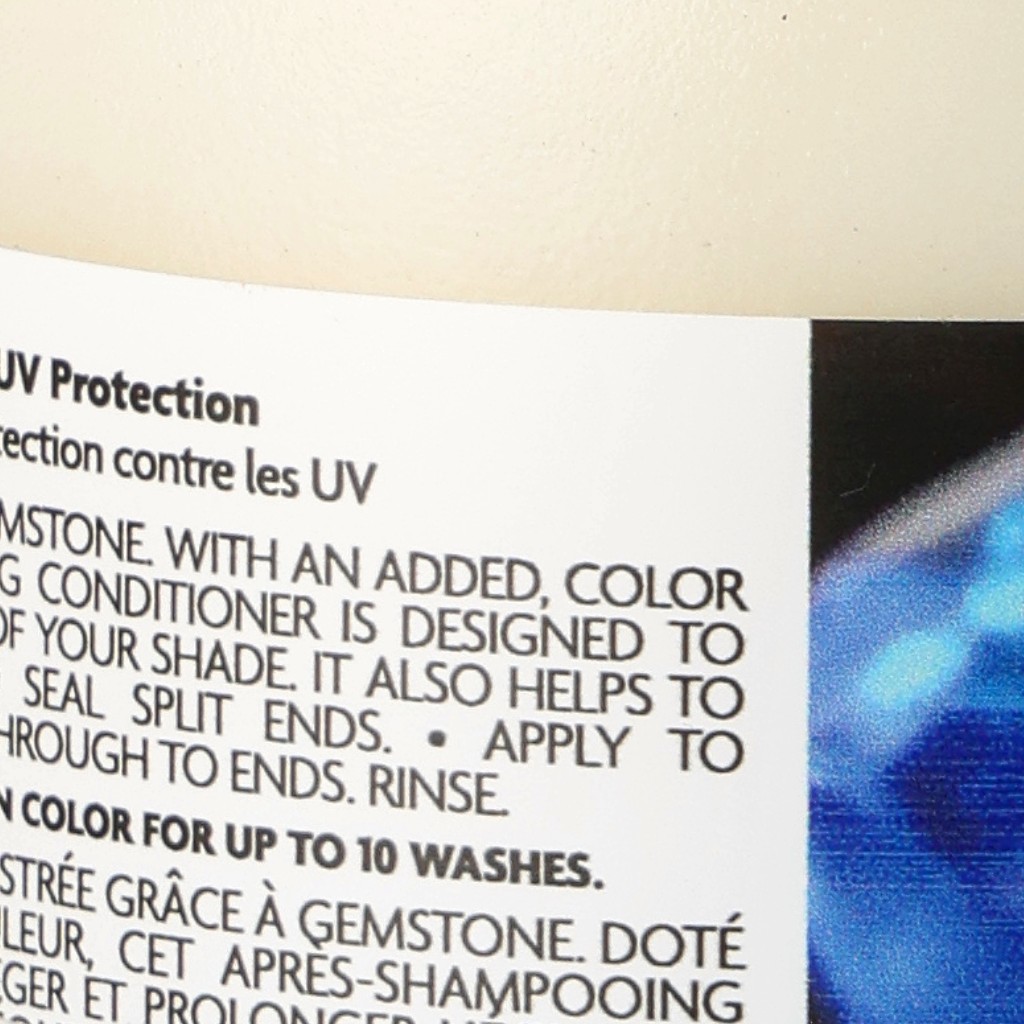 UV Protection
tection contre les UV
MSTONE. WITH AN ADDED, COLOR
G CONDITIONER IS DESIGNED TO
OF YOUR SHADE. IT ALSO HELPS TO
SEAL SPLIT ENDS. • APPLY TO
HROUGH TO ENDS. RINSE.
N COLOR FOR UP TO 10 WASHES.
STRÉE GRÂCE À GEMSTONE. DOTÉ
LEUR, CET APRÈS-SHAMPOOING
ÉGER ET PROLONGER